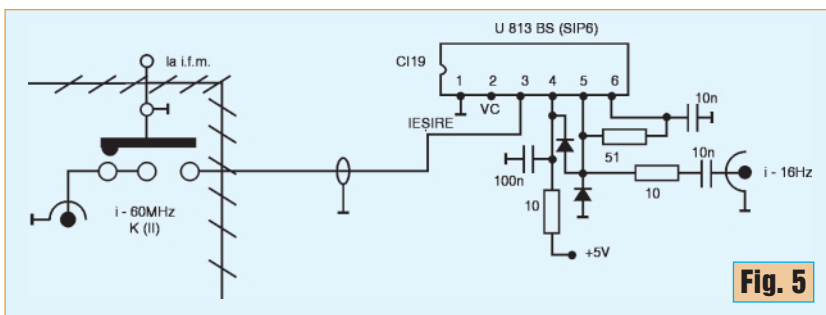 U 813 BS (SIP6)
la i.f.m.
CI19
1 2 3 4 5 6
VC
10n
IEȘIRE
51
10n
100n
i - 16Hz
10
10
i - 60MHz
K (II)
+5V
Fig. 5